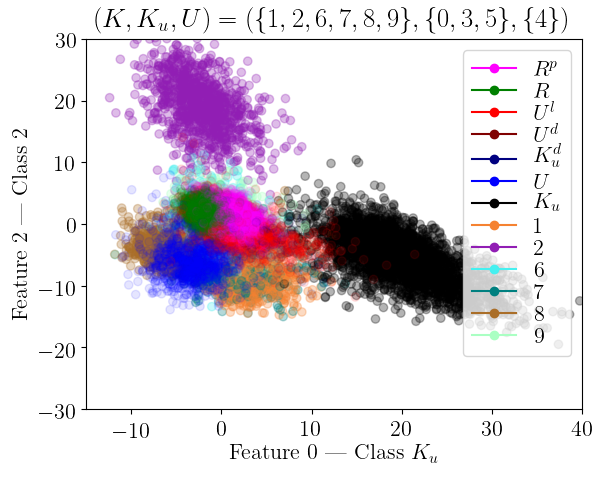 (K, K_u, U) = ({1, 2, 6, 7, 8, 9}, {0, 3, 5}, {4})
30
20
10
0
−10
−20
−30
Feature 2 — Class 2
−10 0 10 20 30 40
Feature 0 — Class K_u
R^p
R
U^l
U^d
K_u^d
U
K_u
1
2
6
7
8
9